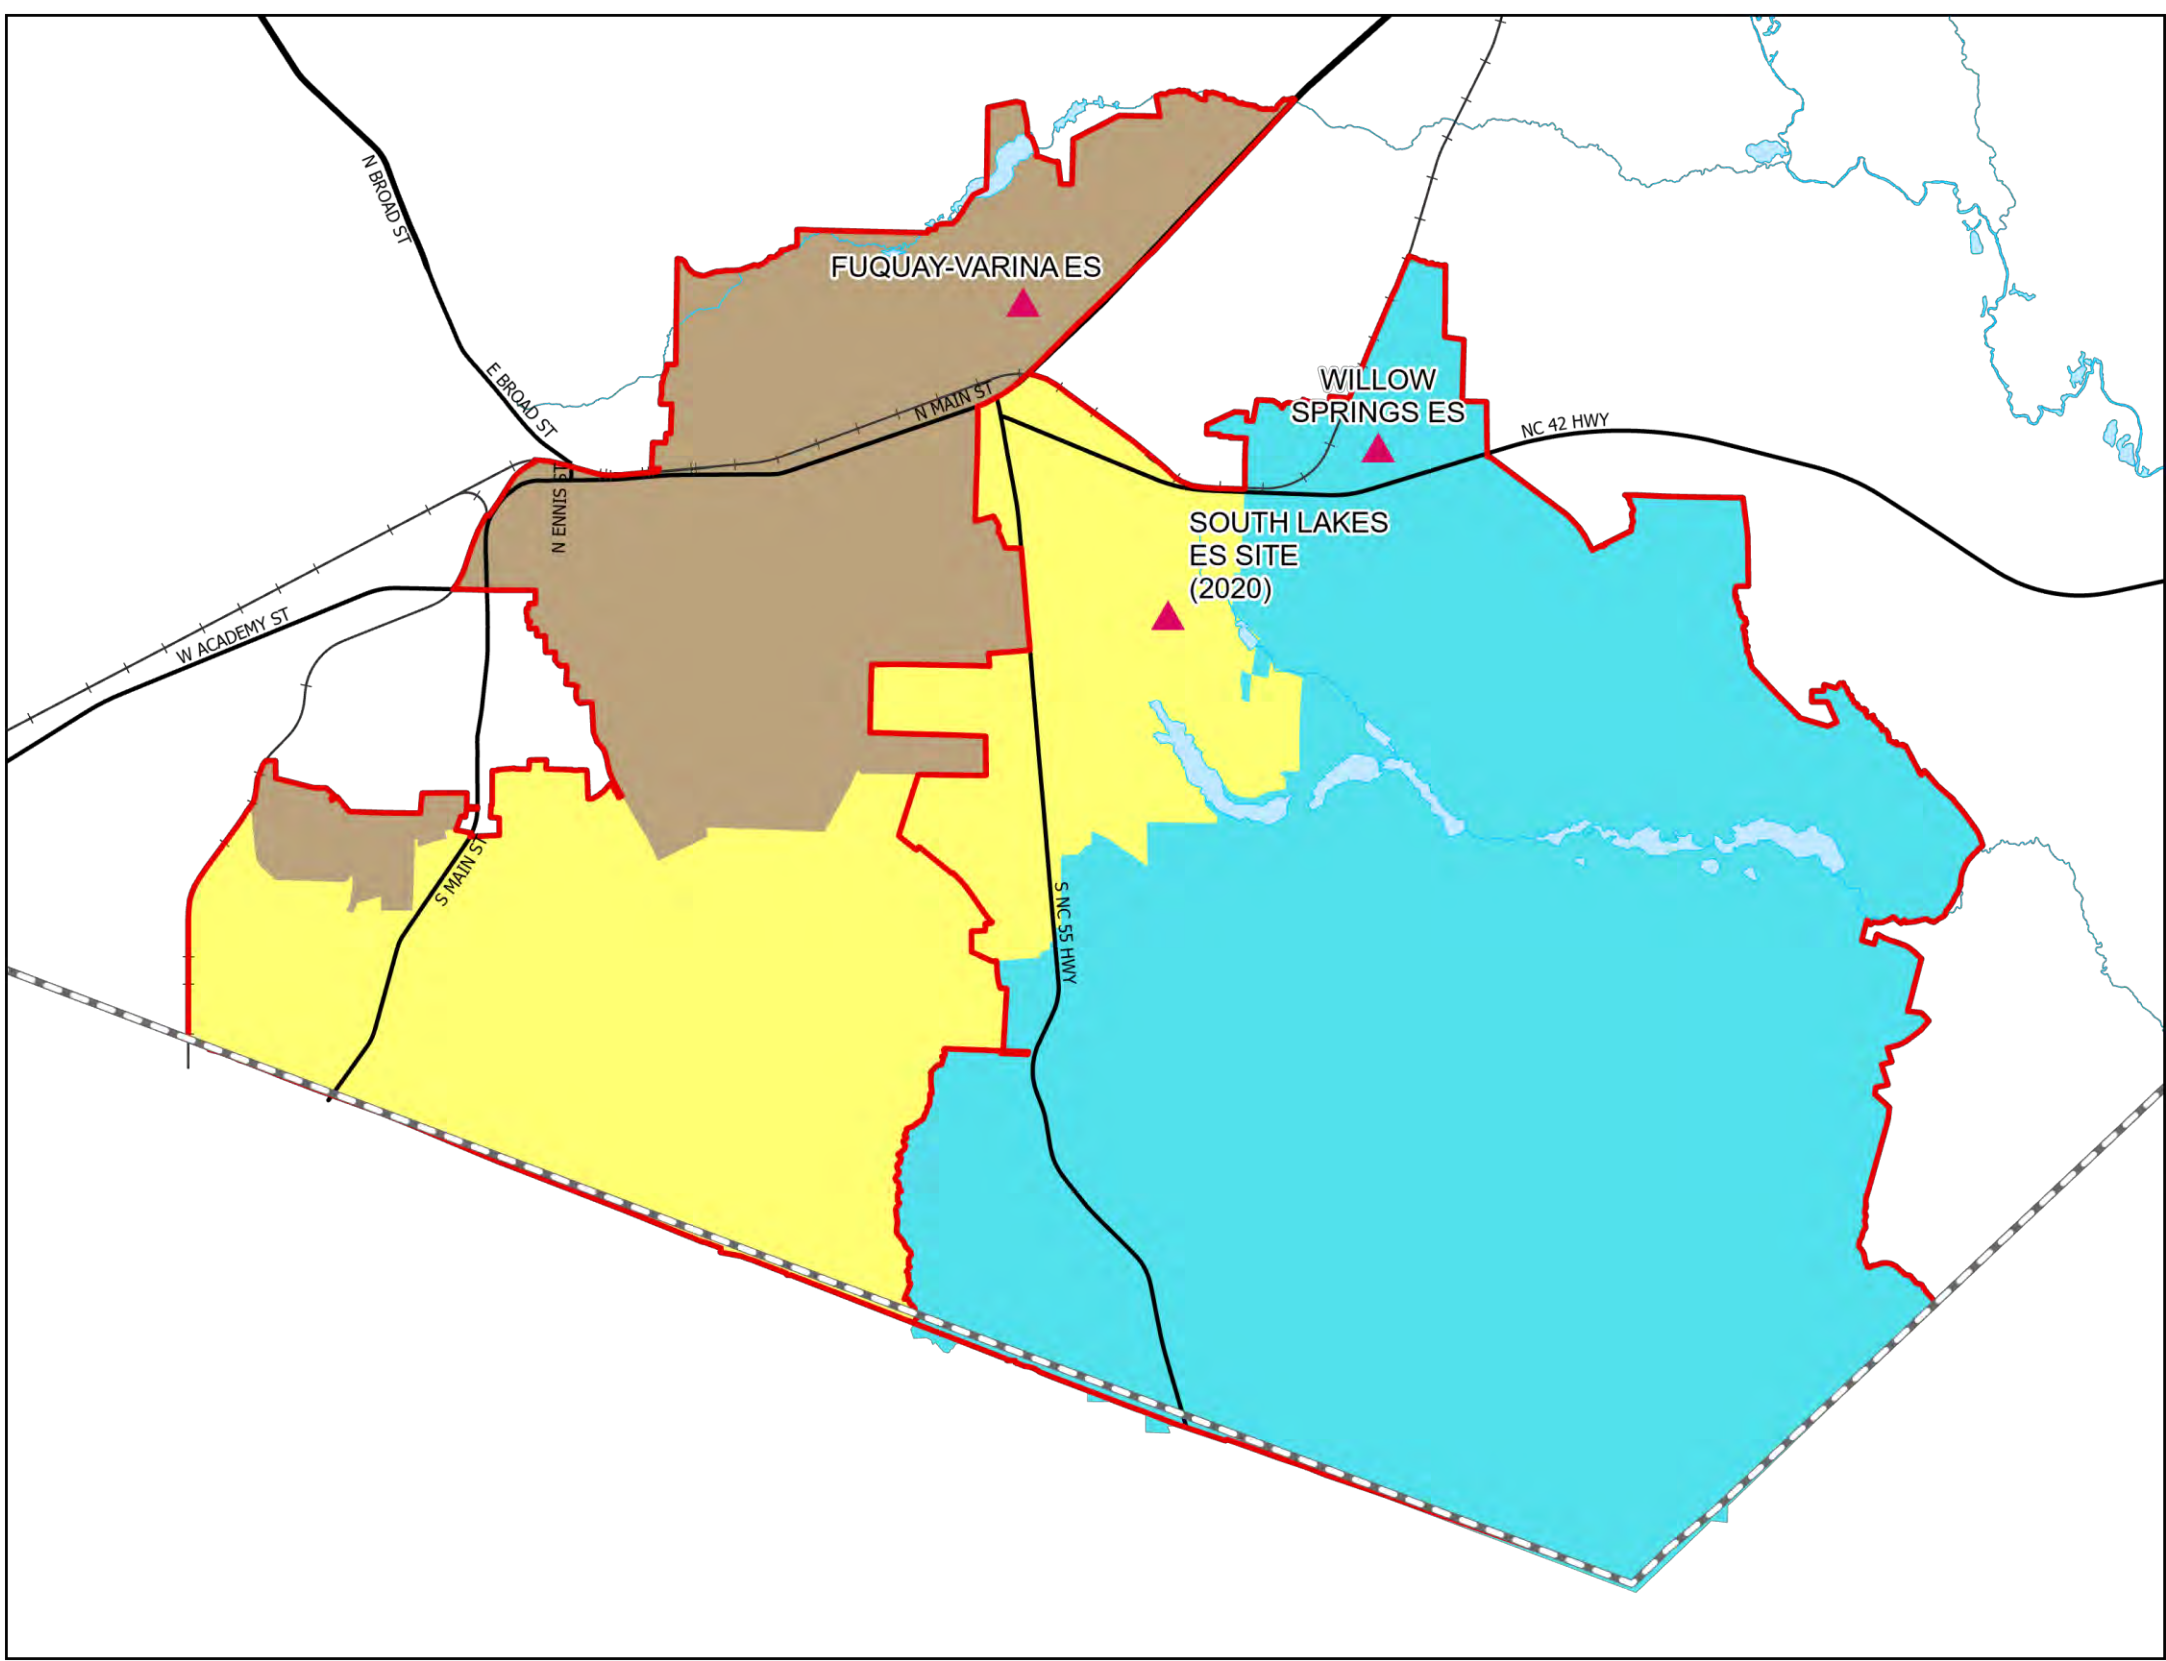 N BROAD ST
FUQUAY-VARINA ES
E BROAD ST
WILLOW
SPRINGS ES
N MAIN ST
NC 42 HWY
N ENNIS ST
SOUTH LAKES
ES SITE
(2020)
W ACADEMY ST
S MAIN ST
S NC 55 HWY